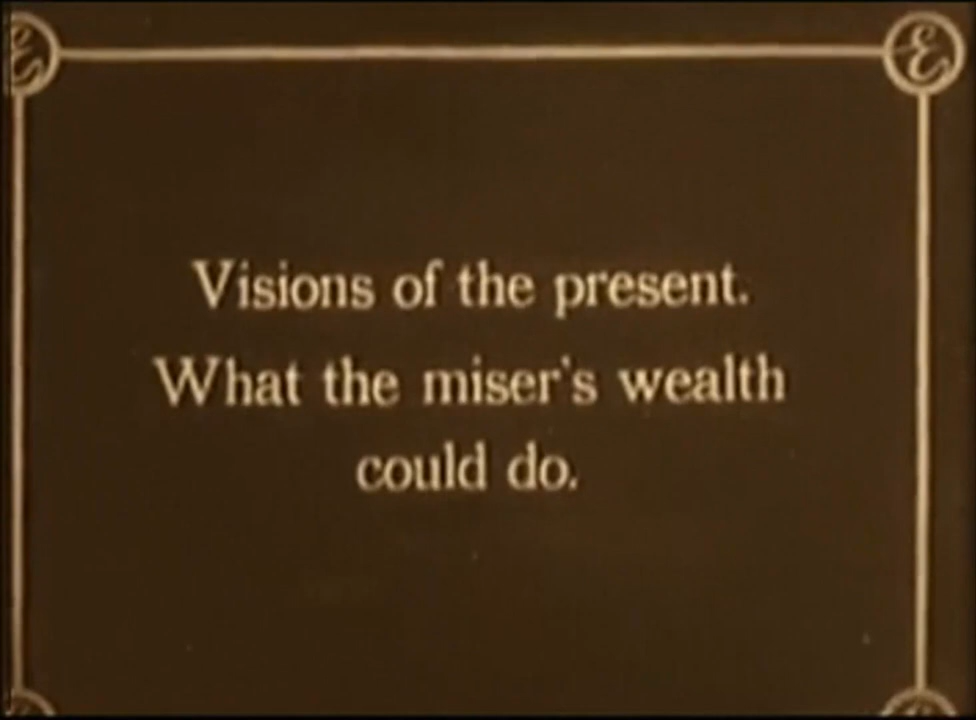 E E
Visions of the present.
What the miser's wealth
could do.